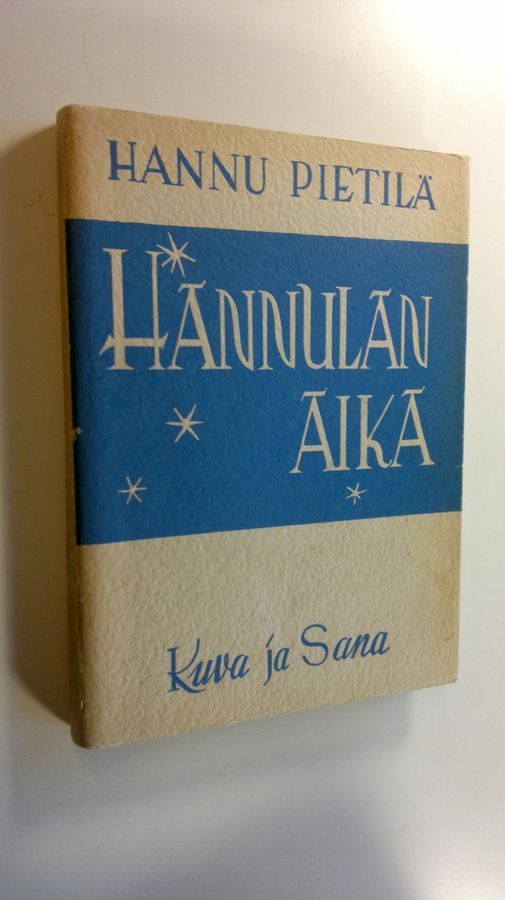 HANNU PIETILÄ
HANNULAN
AIKA
Kuva ja Sana